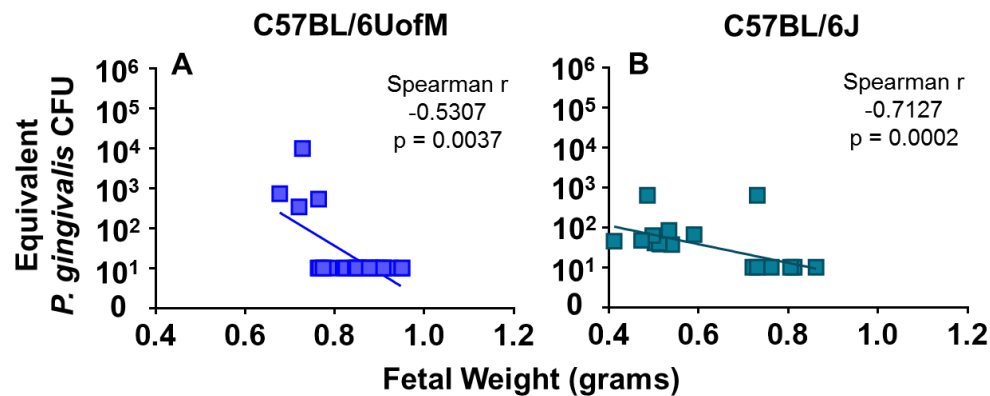 C57BL/6UofM
C57BL/6J
Equivalent
P. gingivalis CFU
A
Spearman r
-0.5307
p = 0.0037
10⁶
10⁵
10⁴
10³
10²
10¹
0
0.4 0.6 0.8 1.0 1.2
B
Spearman r
-0.7127
p = 0.0002
10⁶
10⁵
10⁴
10³
10²
10¹
0
0.4 0.6 0.8 1.0 1.2
Fetal Weight (grams)